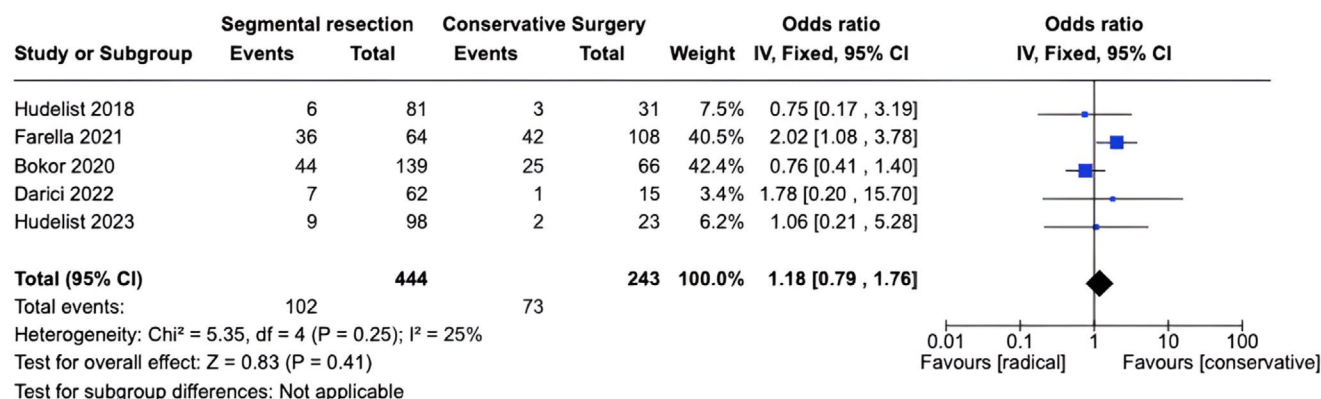 Segmental resection Conservative Surgery Odds ratio Odds ratio
Study or Subgroup Events Total Events Total Weight IV, Fixed, 95% CI IV, Fixed, 95% CI
Hudelist 2018 6 81 3 31 7.5% 0.75 [0.17 , 3.19]
Farella 2021 36 64 42 108 40.5% 2.02 [1.08 , 3.78]
Bokor 2020 44 139 25 66 42.4% 0.76 [0.41 , 1.40]
Darici 2022 7 62 1 15 3.4% 1.78 [0.20 , 15.70]
Hudelist 2023 9 98 2 23 6.2% 1.06 [0.21 , 5.28]
Total (95% CI) 444 243 100.0% 1.18 [0.79 , 1.76]
Total events: 102 73
Heterogeneity: Chi² = 5.35, df = 4 (P = 0.25); I² = 25%
Test for overall effect: Z = 0.83 (P = 0.41)
Test for subgroup differences: Not applicable
0.01 0.1 1 10 100
Favours [radical] Favours [conservative]